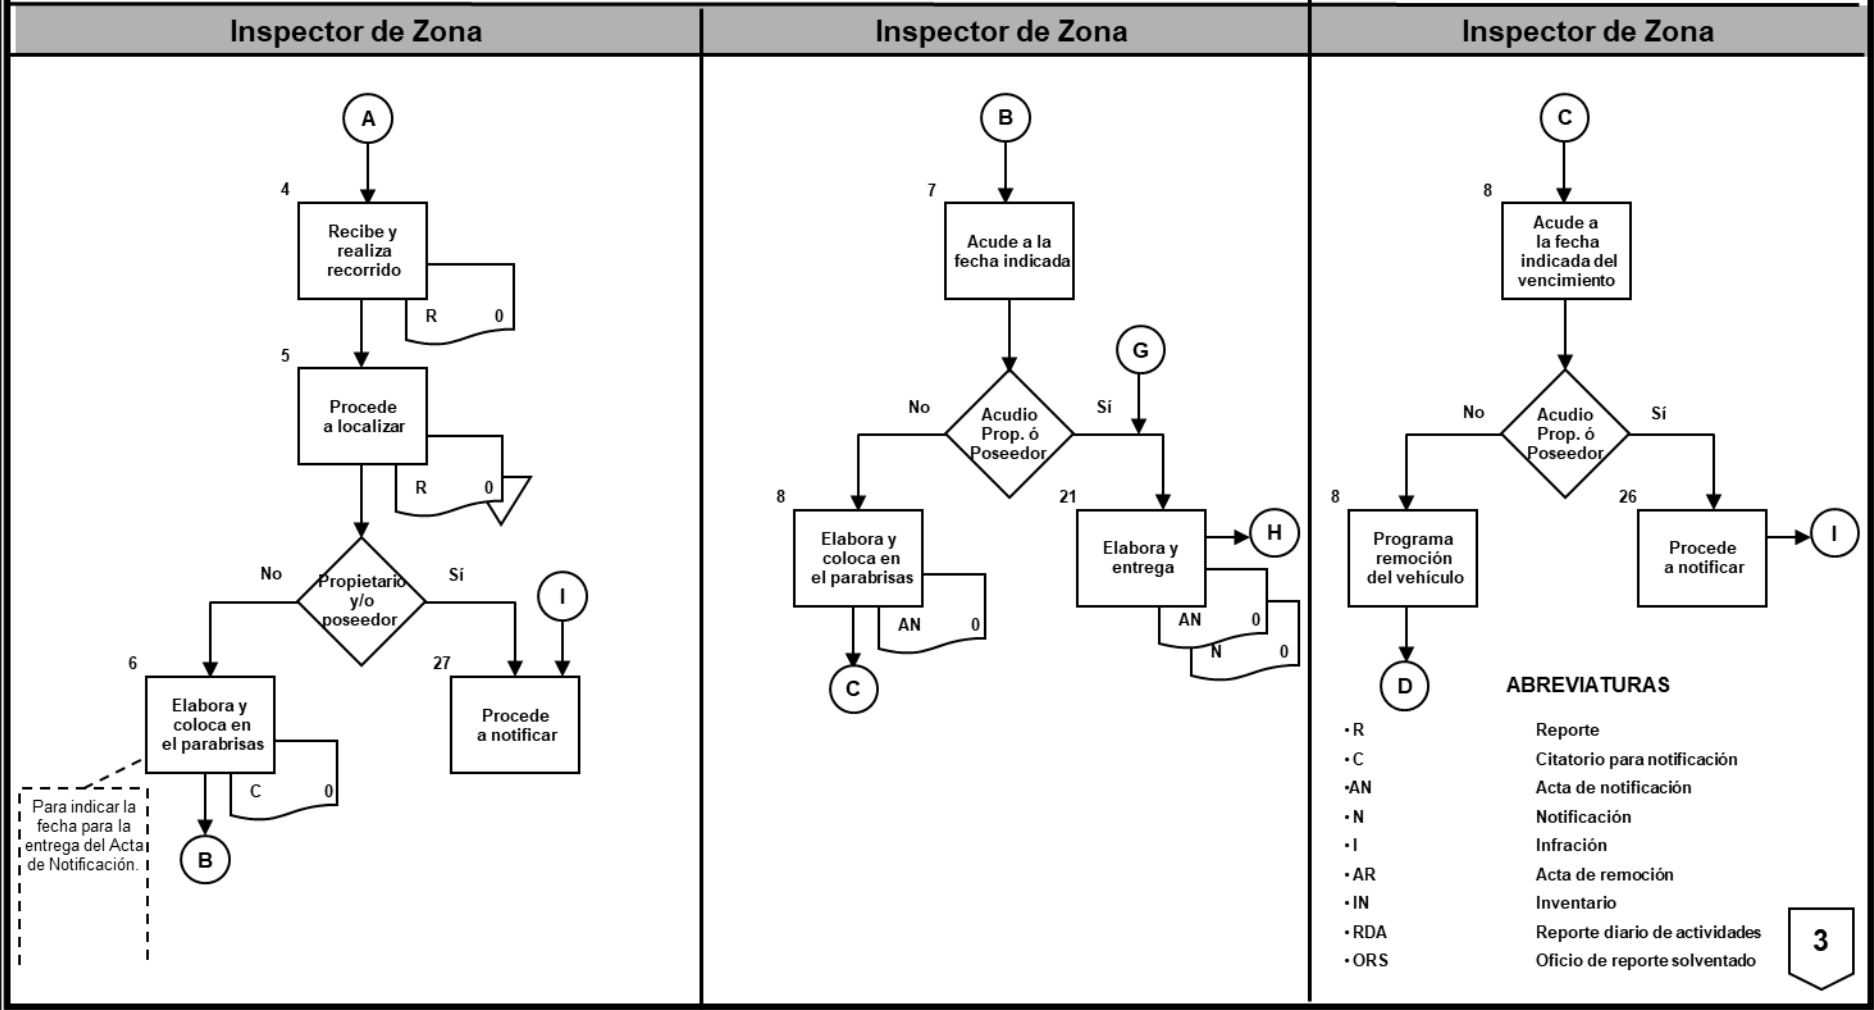 Inspector de Zona
A
4
Recibe y
realiza
recorrido
R 0
5
Procede
a localizar
R 0
Propietario
y/o
poseedor
No
Sí
I
6
Elabora y
coloca en
el parabrisas
C 0
27
Procede
a notificar
Para indicar la
fecha para la
entrega del Acta
de Notificación.
B
Inspector de Zona
B
7
Acude a la
fecha indicada
G
Acudio
Prop. ó
Poseedor
No
Sí
8
Elabora y
coloca en
el parabrisas
AN 0
C
21
Elabora y
entrega
H
AN 0
N 0
Inspector de Zona
C
8
Acude a
la fecha
indicada del
vencimiento
Acudio
Prop. ó
Poseedor
No
Sí
8
Programa
remoción
del vehículo
D
26
Procede
a notificar
I
ABREVIATURAS
• R Reporte
• C Citatorio para notificación
•AN Acta de notificación
• N Notificación
• I Infración
• AR Acta de remoción
• IN Inventario
• RDA Reporte diario de actividades
• ORS Oficio de reporte solventado
3